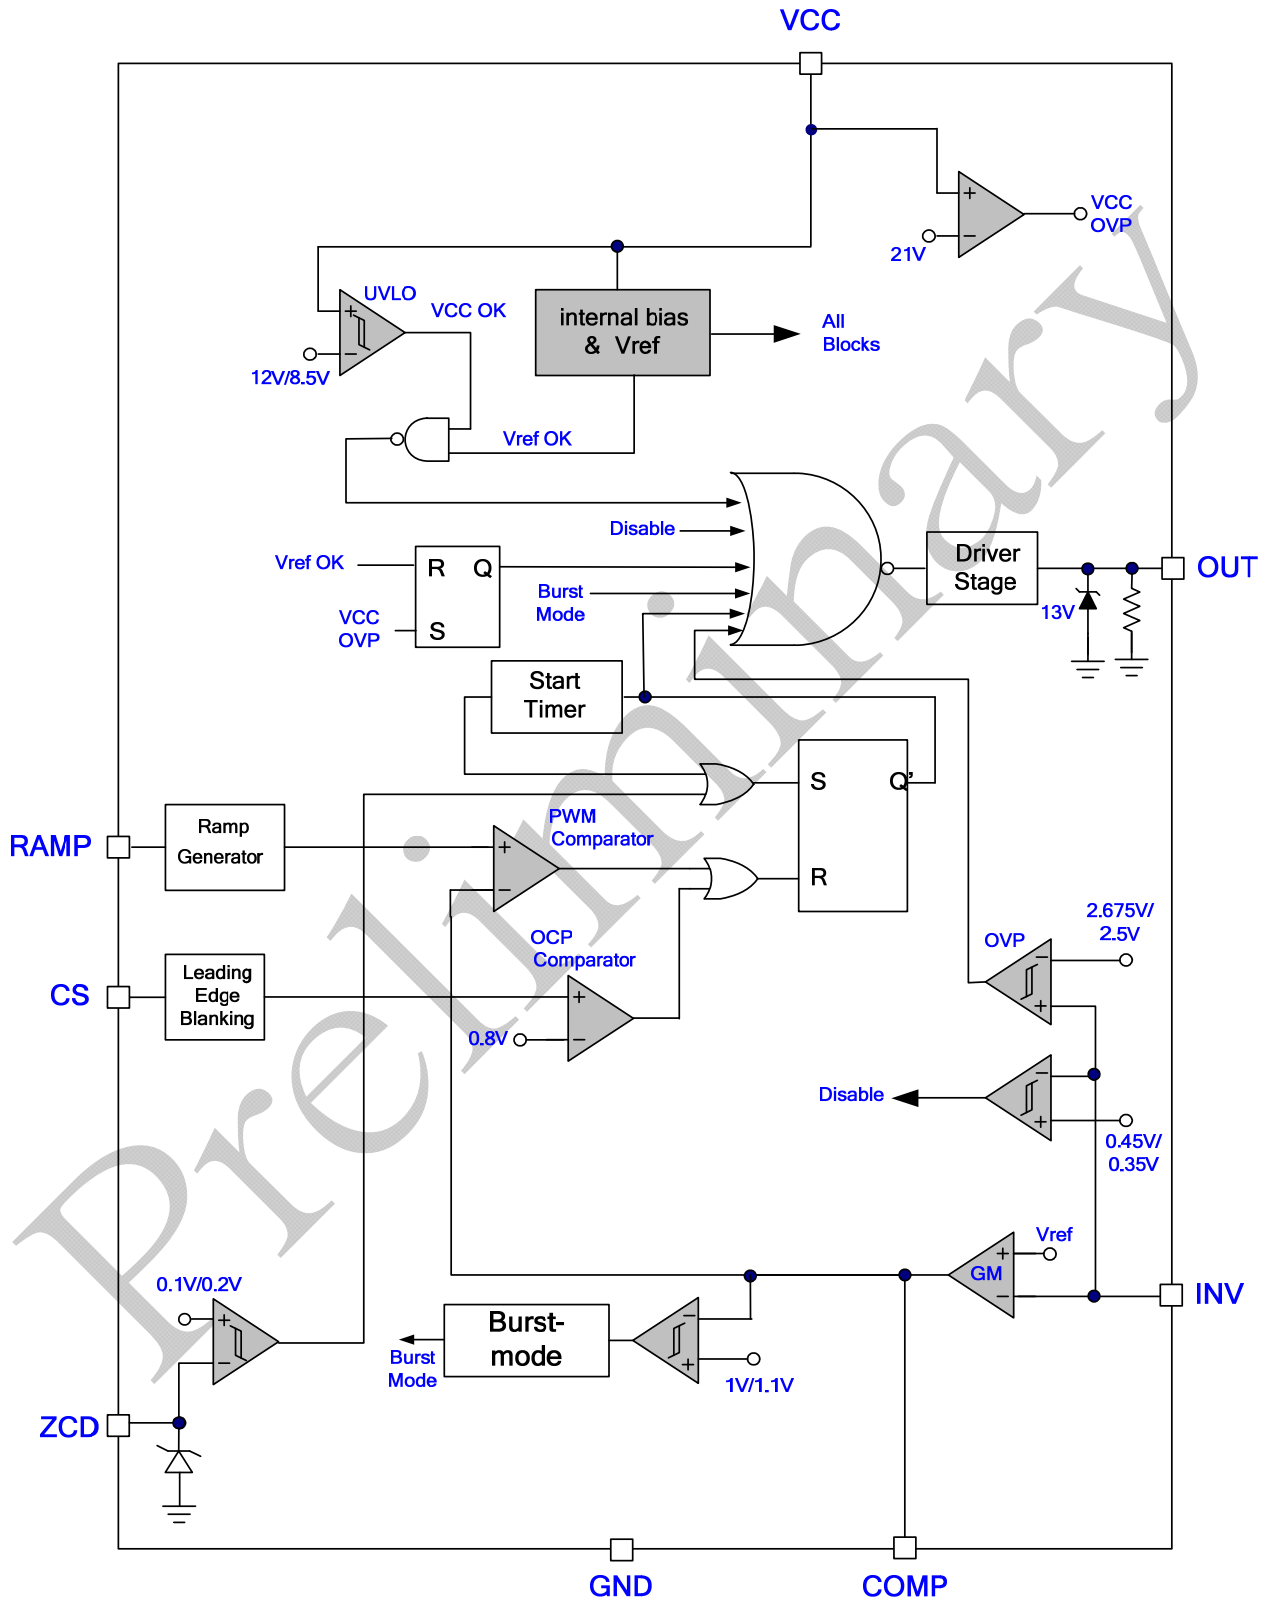 VCC
VCC
OVP
+
−
21V
UVLO
VCC OK
+
−
12V/8.5V
internal bias
& Vref
All
Blocks
Vref OK
Disable
Vref OK
R Q
S
VCC
OVP
Burst
Mode
Driver
Stage
13V
OUT
Start
Timer
S Q’
R
RAMP
Ramp
Generator
PWM
Comparator
+
−
CS
Leading
Edge
Blanking
OCP
Comparator
+
−
0.8V
OVP
2.675V/
2.5V
−
+
Disable
−
+
0.45V/
0.35V
Vref
+
GM
−
INV
0.1V/0.2V
+
−
Burst-
mode
Burst
Mode
−
+
1V/1.1V
ZCD
GND
COMP
Preliminary